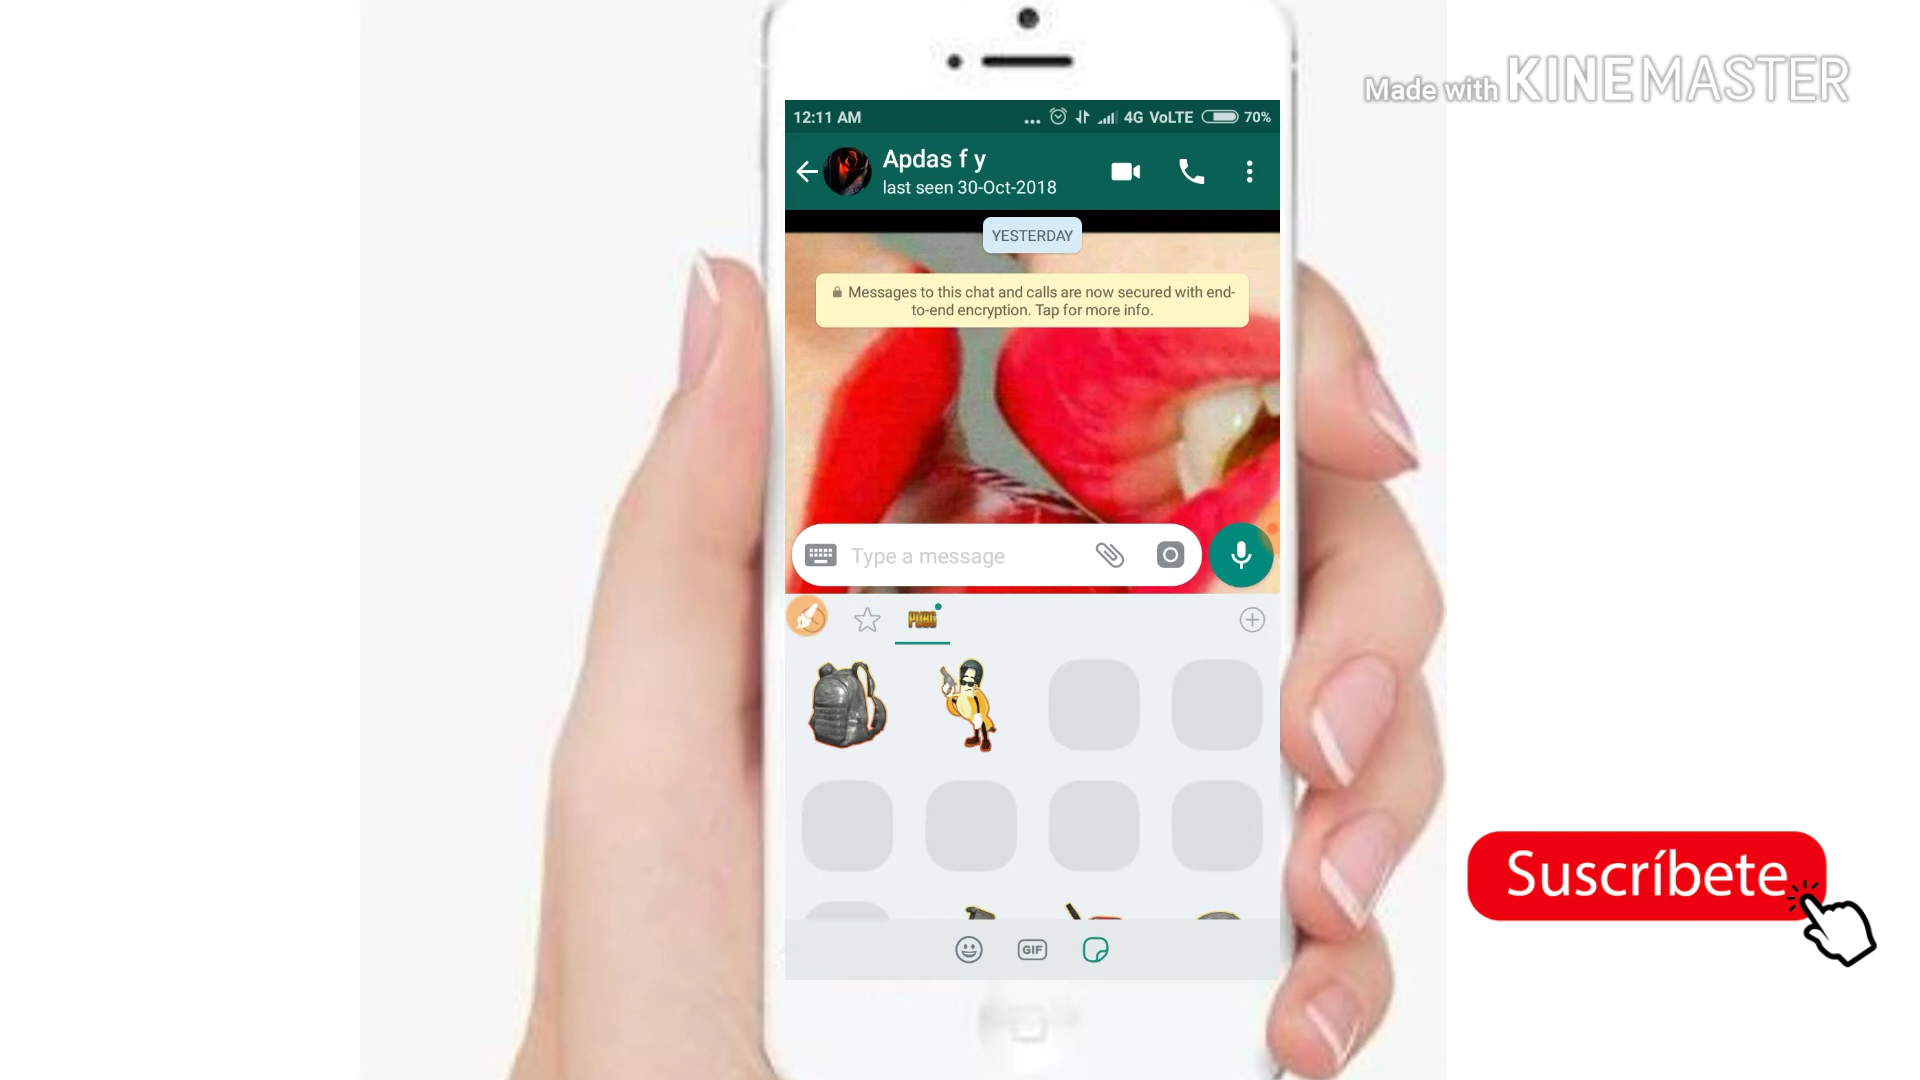 Made with KINEMASTER
12:11 AM ... 4G VoLTE 70%
Apdas f y
last seen 30-Oct-2018
YESTERDAY
Messages to this chat and calls are now secured with end-
to-end encryption. Tap for more info.
Type a message
PUBG
GIF
Suscríbete